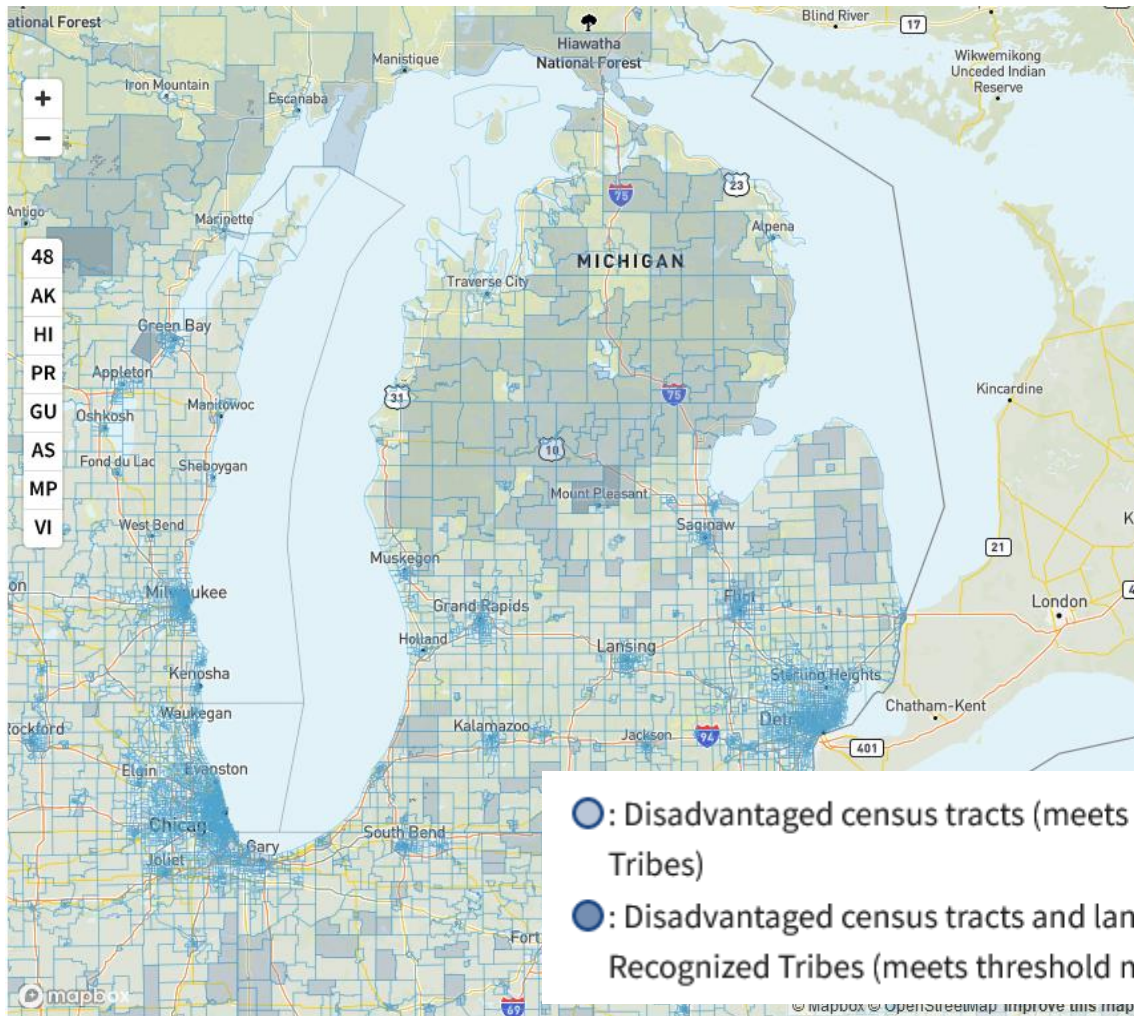 ational Forest
Blind River
17
Hiawatha
National Forest
Manistique
Wikwemikong
Unceded Indian
Reserve
+
Iron Mountain
Escanaba
−
75
23
Antigo
Marinette
Alpena
48
MICHIGAN
AK
Traverse City
HI
Green Bay
PR
Appleton
GU
31
75
Kincardine
Oshkosh
Manitowoc
AS
10
MP
Fond du Lac
Sheboygan
VI
Mount Pleasant
West Bend
Saginaw
21
Muskegon
on
Milwaukee
Grand Rapids
Flint
London
Holland
Lansing
Kenosha
Sterling Heights
Waukegan
Rockford
Kalamazoo
Jackson
94
Chatham-Kent
401
Elgin
Evanston
Chicag
South Bend
Gary
Joliet
: Disadvantaged census tracts (meets
Tribes)
: Disadvantaged census tracts and lan
Recognized Tribes (meets threshold m
Fort
mapbox
69
© Mapbox © OpenStreetMap Improve this map